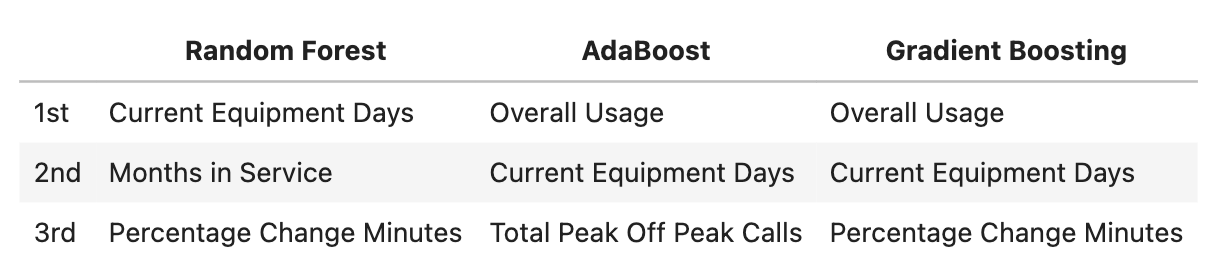 Random Forest AdaBoost Gradient Boosting
1st Current Equipment Days Overall Usage Overall Usage
2nd Months in Service Current Equipment Days Current Equipment Days
3rd Percentage Change Minutes Total Peak Off Peak Calls Percentage Change Minutes